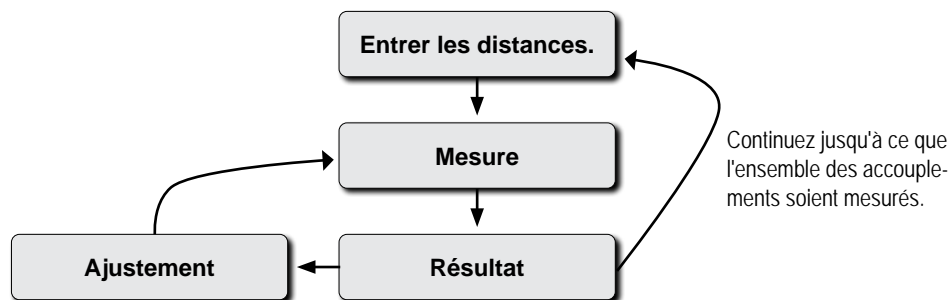 Entrer les distances.
Mesure
Continuez jusqu'à ce que
l'ensemble des accouple-
ments soient mesurés.
Ajustement
Résultat